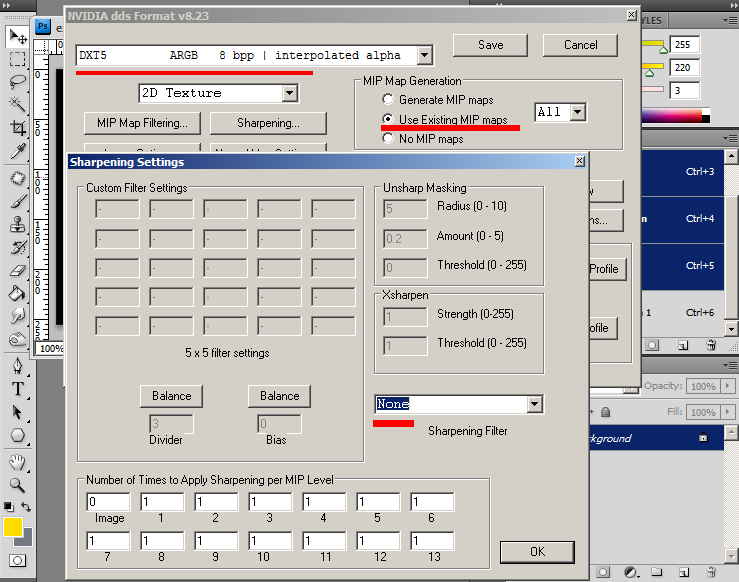 NVIDIA dds Format v8.23
Ps
DXT5 ARGB 8 bpp | interpolated alpha
Save
Cancel
2D Texture
MIP Map Filtering...
Sharpening...
MIP Map Generation
Generate MIP maps
Use Existing MIP maps
No MIP maps
All
YLES
255
220
3
Sharpening Settings
Custom Filter Settings
5 x 5 filter settings
Balance
Balance
3
0
Divider
Bias
Unsharp Masking
5
Radius (0 - 10)
0.2
Amount (0 - 5)
0
Threshold (0 - 255)
Xsharpen
1
Strength (0-255)
1
Threshold (0 - 255)
None
Sharpening Filter
Number of Times to Apply Sharpening per MIP Level
0 1 1 1 1 1 1
Image 1 2 3 4 5 6
1 1 1 1 1 1 1
7 8 9 10 11 12 13
OK
Ctrl+3
Ctrl+4
Ctrl+5
1 Ctrl+6
Profile
ofile
Opacity: 100%
Fill: 100%
kground
100%